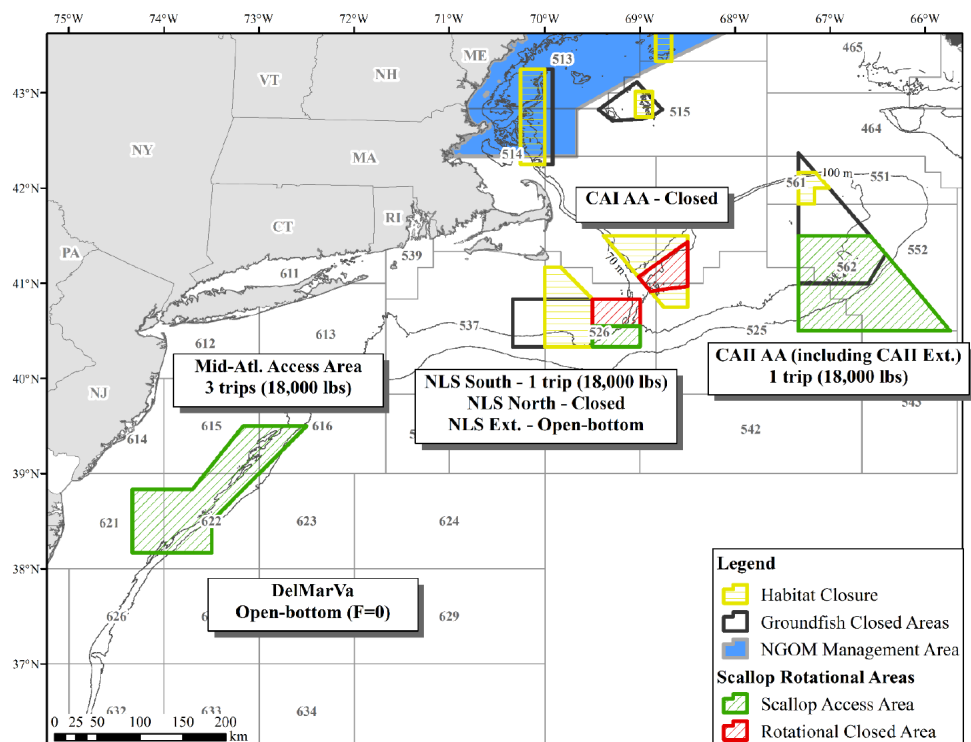 75°W 74°W 73°W 72°W 71°W 70°W 69°W 68°W 67°W 66°W
ME
513
465
VT
NH
43°N
515
464
NY
MA
514
42°N
561
100 m
551
CAI AA - Closed
CT
RI
539
552
PA
611
70 m
562
41°N
537
526
525
613
612
Mid-Atl. Access Area
3 trips (18,000 lbs)
NLS South - 1 trip (18,000 lbs)
NLS North - Closed
NLS Ext. - Open-bottom
CAII AA (including CAII Ext.)
1 trip (18,000 lbs)
40°N
NJ
543
615
616
614
542
39°N
621
622
623
624
38°N
DelMarVa
Open-bottom (F=0)
626
629
37°N
632
633
634
0 25 50 100 150 200
km
Legend
Habitat Closure
Groundfish Closed Areas
NGOM Management Area
Scallop Rotational Areas
Scallop Access Area
Rotational Closed Area